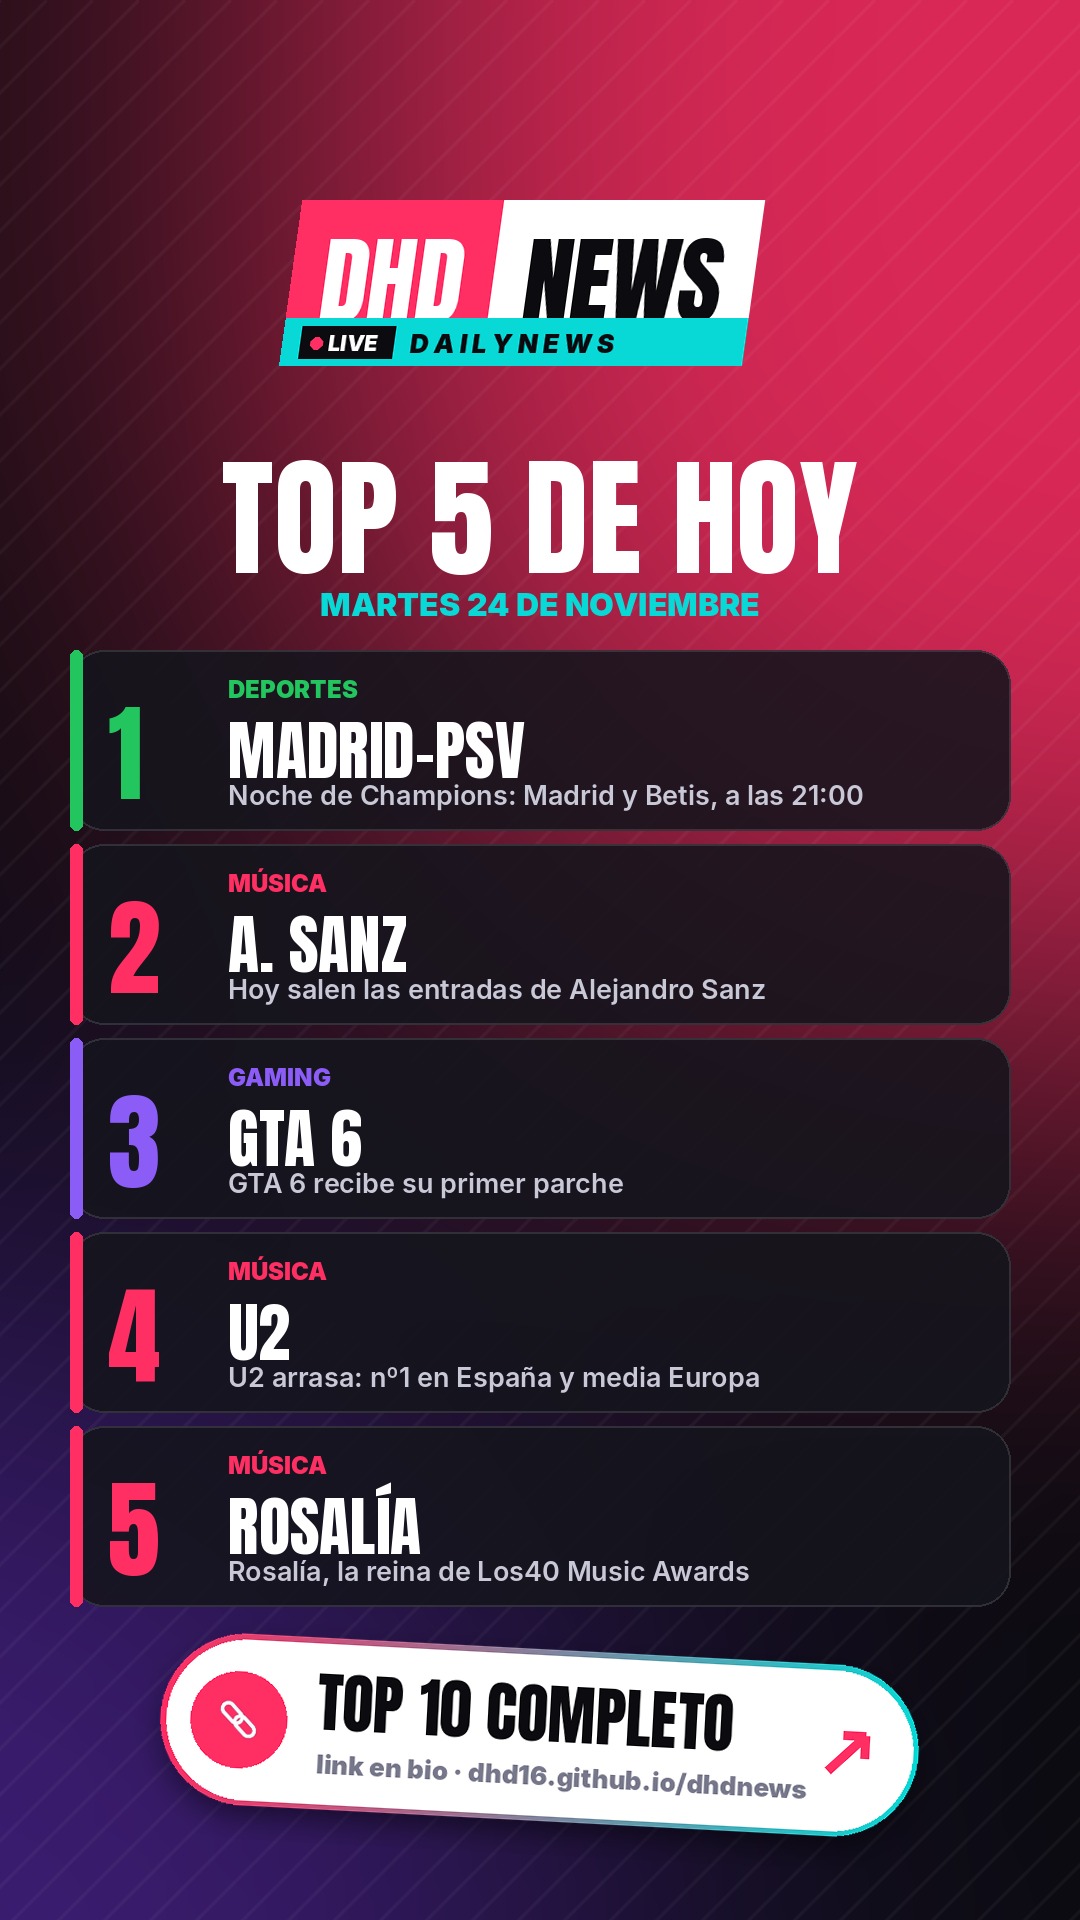 DHD NEWS
LIVE DAILYNEWS
TOP 5 DE HOY
MARTES 24 DE NOVIEMBRE
1
DEPORTES
MADRID-PSV
Noche de Champions: Madrid y Betis, a las 21:00
2
MÚSICA
A. SANZ
Hoy salen las entradas de Alejandro Sanz
3
GAMING
GTA 6
GTA 6 recibe su primer parche
4
MÚSICA
U2
U2 arrasa: nº1 en España y media Europa
5
MÚSICA
ROSALÍA
Rosalía, la reina de Los40 Music Awards
TOP 10 COMPLETO
link en bio · dhd16.github.io/dhdnews